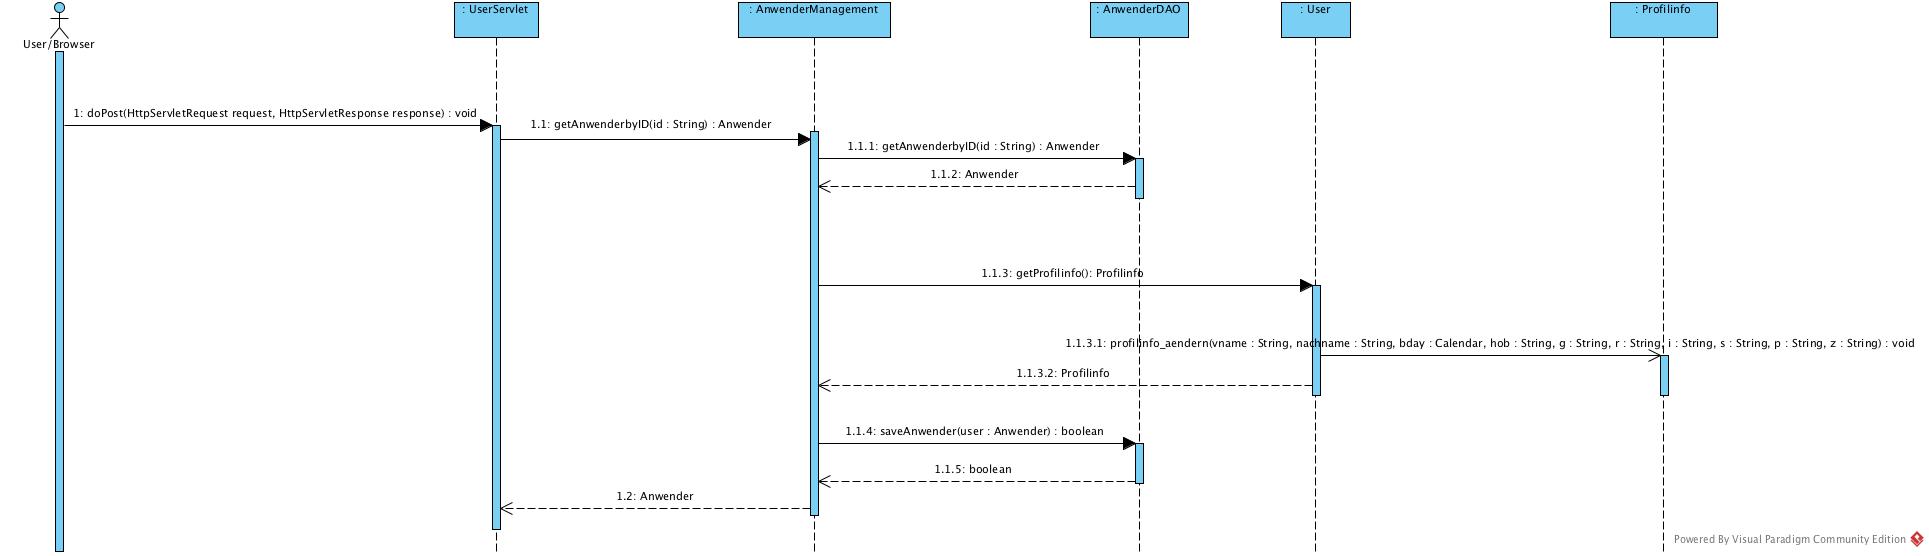 : UserServlet
: AnwenderManagement
: AnwenderDAO
: User
: Profilinfo
User/Browser
1: doPost(HttpServletRequest request, HttpServletResponse response) : void
1.1: getAnwenderbyID(id : String) : Anwender
1.1.1: getAnwenderbyID(id : String) : Anwender
1.1.2: Anwender
1.1.3: getProfilinfo(): Profilinfo
1.1.3.1: profilinfo_aendern(vname : String, nachname : String, bday : Calendar, hob : String, g : String, r : String, i : String, s : String, p : String, z : String) : void
1.1.3.2: Profilinfo
1.1.4: saveAnwender(user : Anwender) : boolean
1.1.5: boolean
1.2: Anwender
Powered By Visual Paradigm Community Edition